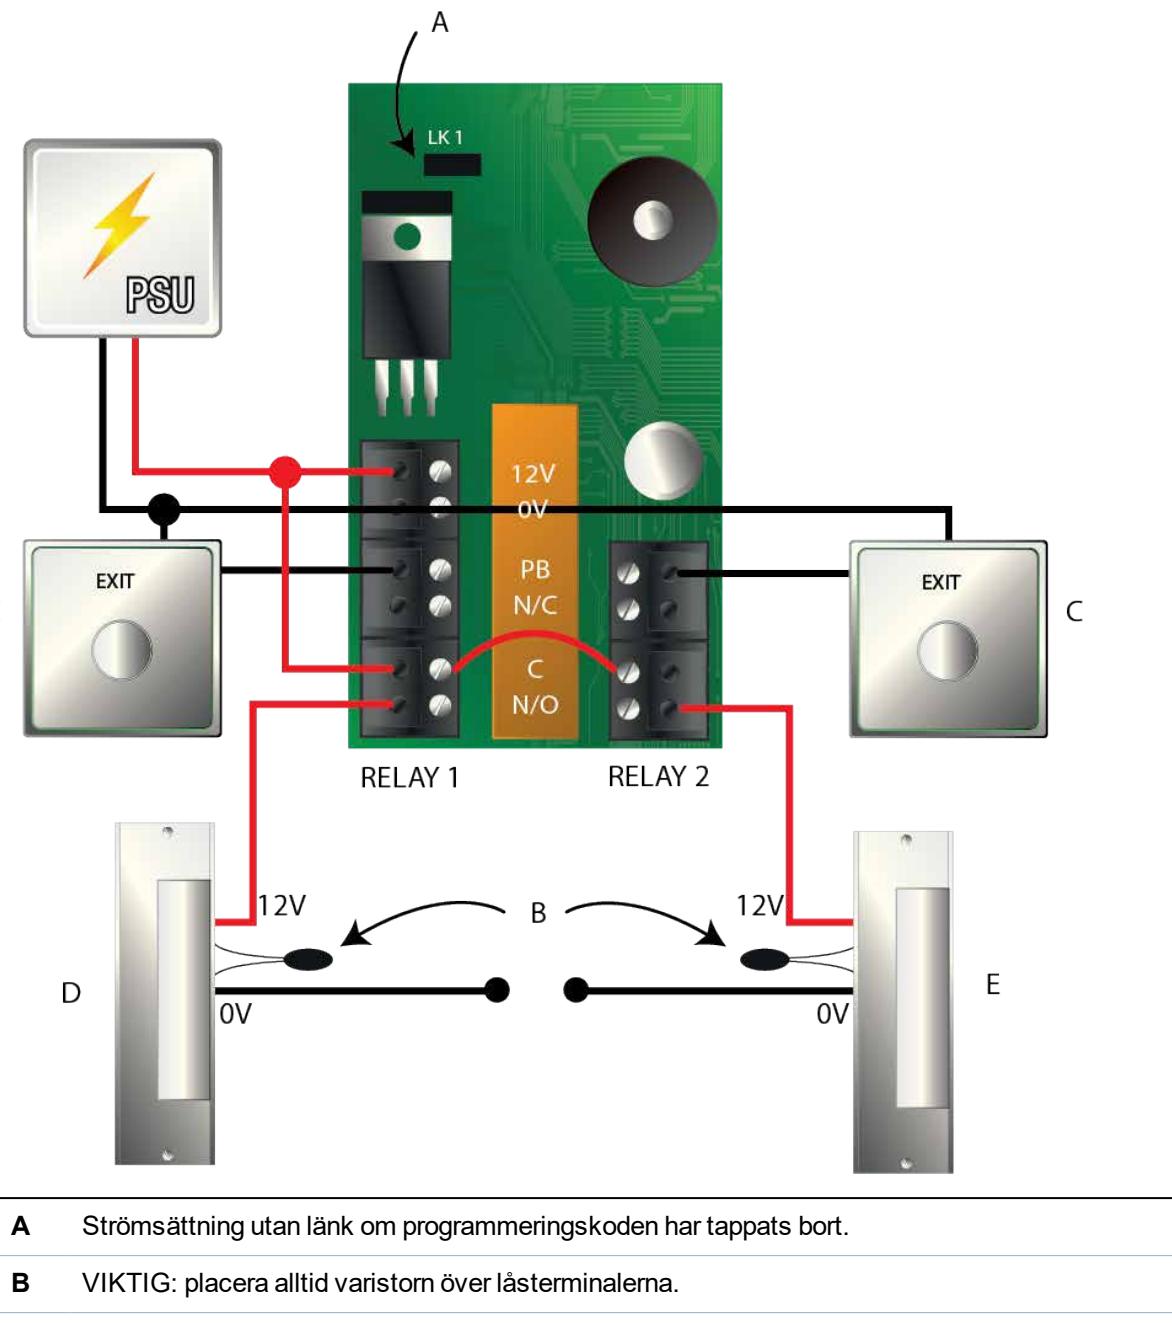 A
LK 1
PSU
12V
0V
EXIT
PB
EXIT
N/C
C
C
N/O
RELAY 1
RELAY 2
12V
B
12V
D
E
0V
0V
A Strömsättning utan länk om programmeringskoden har tappats bort.
B VIKTIG: placera alltid varistorn över låsterminalerna.